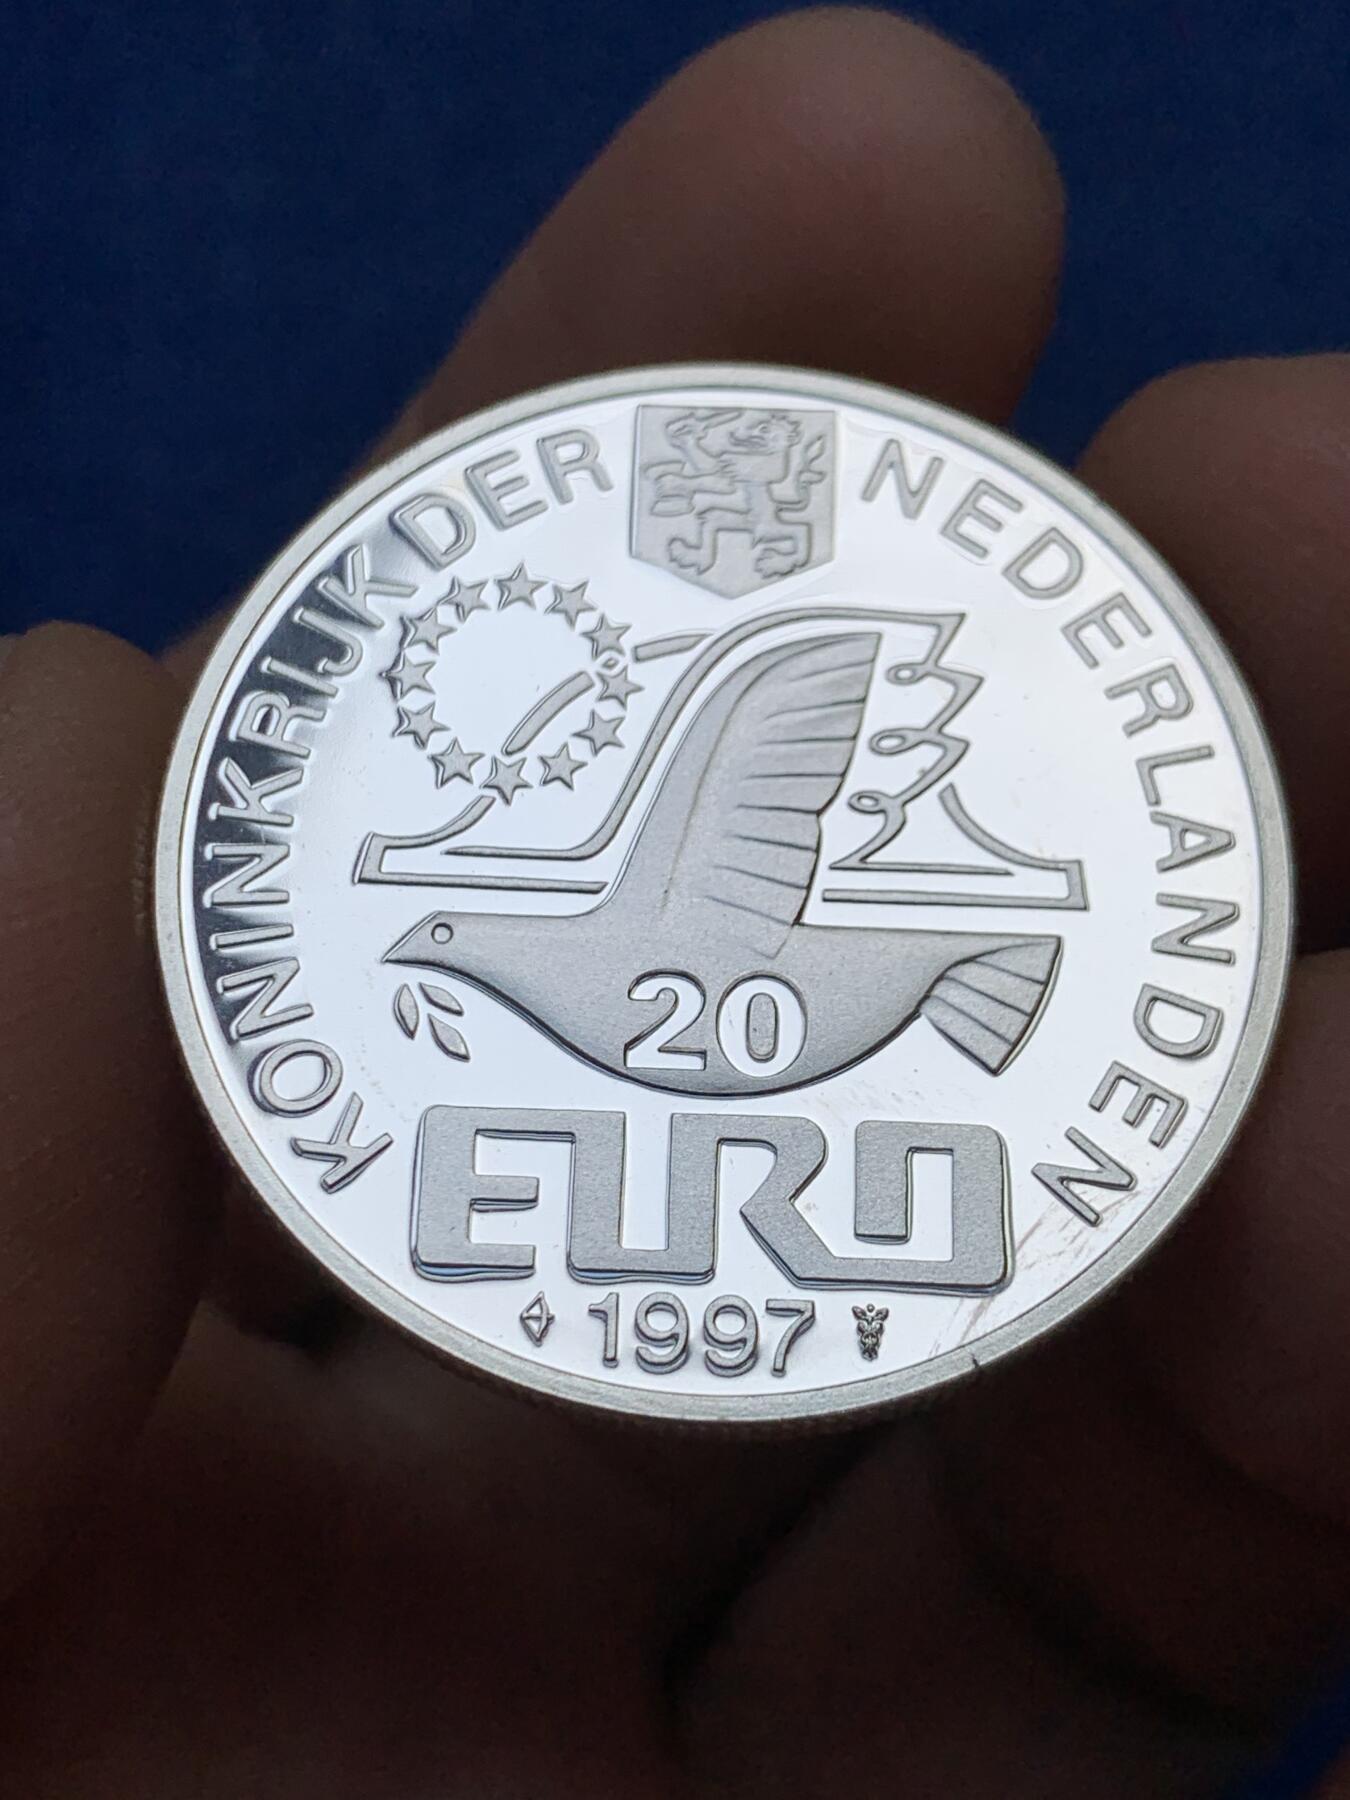 KONINKRIJK DER NEDERLANDEN
20
EURO
1997